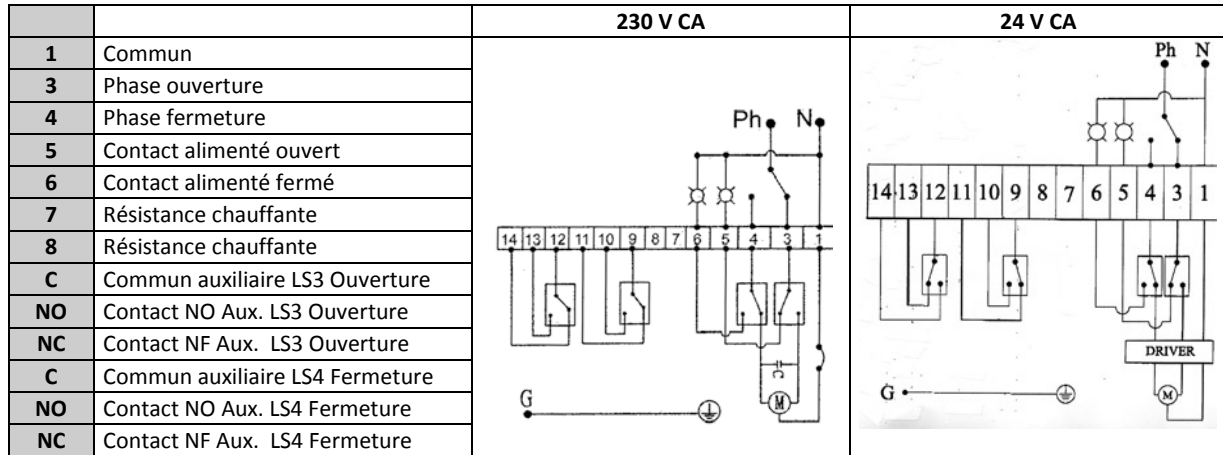 230 V CA 24 V CA
1 Commun
3 Phase ouverture
4 Phase fermeture
5 Contact alimenté ouvert
6 Contact alimenté fermé
7 Résistance chauffante
8 Résistance chauffante
C Commun auxiliaire LS3 Ouverture
NO Contact NO Aux. LS3 Ouverture
NC Contact NF Aux. LS3 Ouverture
C Commun auxiliaire LS4 Fermeture
NO Contact NO Aux. LS4 Fermeture
NC Contact NF Aux. LS4 Fermeture
Ph N
14 13 12 11 10 9 8 7 6 5 4 3 1
C
G M
Ph N
14 13 12 11 10 9 8 7 6 5 4 3 1
DRIVER
G M